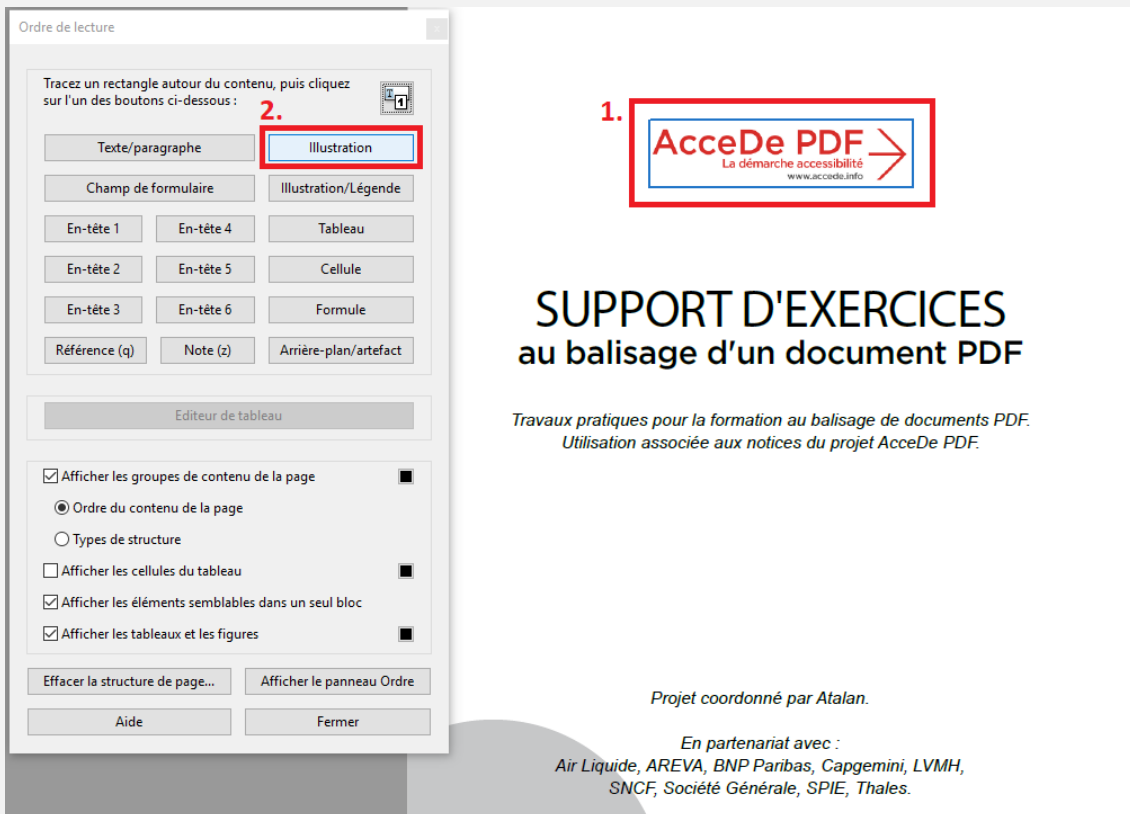 Ordre de lecture
Tracez un rectangle autour du contenu, puis cliquez
sur l'un des boutons ci-dessous :
2.
Texte/paragraphe
Illustration
Champ de formulaire
Illustration/Légende
En-tête 1
En-tête 4
Tableau
En-tête 2
En-tête 5
Cellule
En-tête 3
En-tête 6
Formule
Référence (q)
Note (z)
Arrière-plan/artefact
Editeur de tableau
Afficher les groupes de contenu de la page
Ordre du contenu de la page
Types de structure
Afficher les cellules du tableau
Afficher les éléments semblables dans un seul bloc
Afficher les tableaux et les figures
Effacer la structure de page...
Afficher le panneau Ordre
Aide
Fermer
1.
AcceDe PDF
La démarche accessibilité
www.accede.info
SUPPORT D'EXERCICES
au balisage d'un document PDF
Travaux pratiques pour la formation au balisage de documents PDF.
Utilisation associée aux notices du projet AcceDe PDF.
Projet coordonné par Atalan.
En partenariat avec :
Air Liquide, AREVA, BNP Paribas, Capgemini, LVMH,
SNCF, Société Générale, SPIE, Thales.